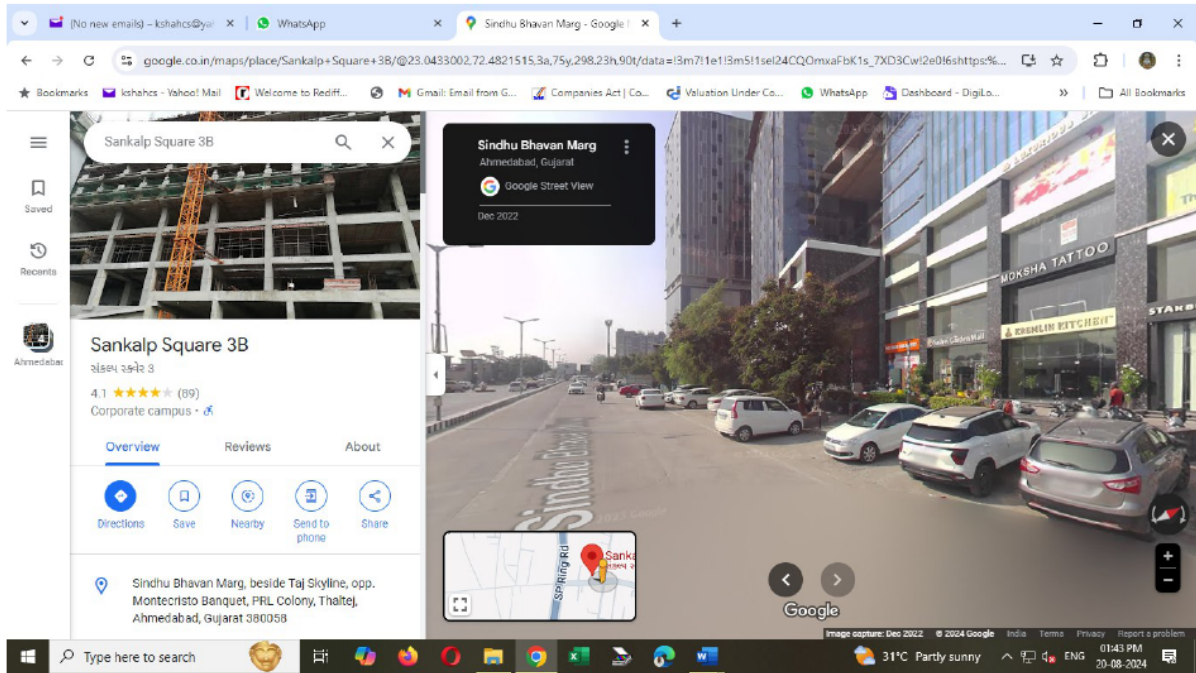 (No new emails) – kshahcs@yal
WhatsApp
Sindhu Bhavan Marg - Google
google.co.in/maps/place/Sankalp+Square+3B/@23.0433002,72.4821515,3a,75y,298.23h,90t/data=!3m7!1e1!3m5!1sel24CQOmxaFbK1s_7XD3Cw!2e0!6shttps:%...
Bookmarks
kshahcs - Yahoo! Mail
Welcome to Rediff...
Gmail: Email from G...
Companies Act | Co...
Valuation Under Co...
WhatsApp
Dashboard - DigiLo...
»
All Bookmarks
Sankalp Square 3B
Saved
Recents
Ahmedabac
Sankalp Square 3B
સંકલ્પ સ્ક્વેર 3
4.1 (89)
Corporate campus ·
Overview
Reviews
About
Directions
Save
Nearby
Send to
phone
Share
Sindhu Bhavan Marg, beside Taj Skyline, opp.
Montecristo Banquet, PRL Colony, Thaltej,
Ahmedabad, Gujarat 380058
Sindhu Bhavan Marg
Ahmedabad, Gujarat
Google Street View
Dec 2022
LUXURIOUS
MOKSHA TATTOO
KREMLIN KITCHEN
STARB
Sindhu Bha
SP Ring Rd
Sanka
Google
Image capture: Dec 2022 © 2024 Google India Terms Privacy Report a problem
Type here to search
31°C Partly sunny
ENG
01:43 PM
20-08-2024